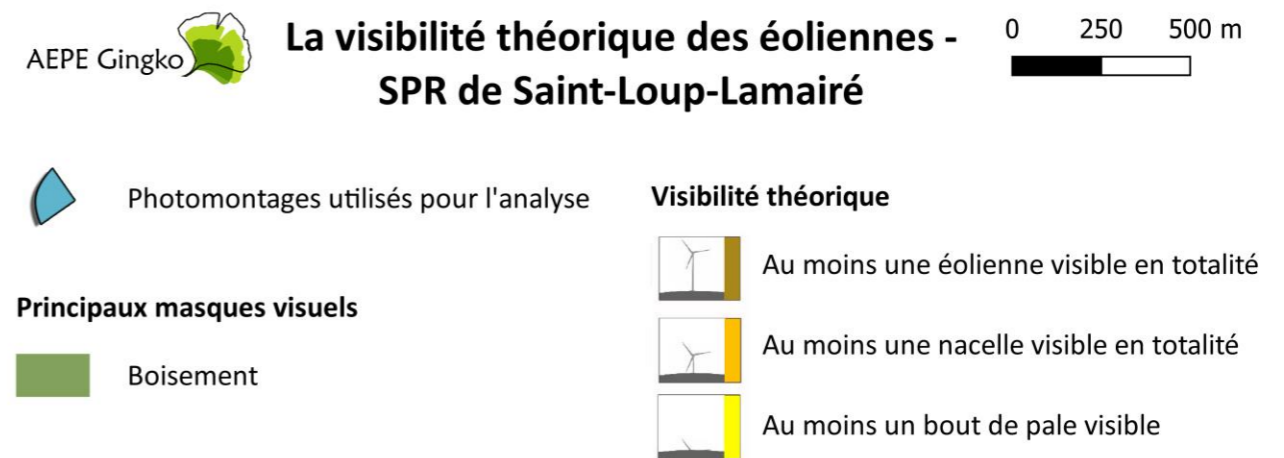 AEPE Gingko
La visibilité théorique des éoliennes -
SPR de Saint-Loup-Lamairé
0 250 500 m
Photomontages utilisés pour l'analyse
Principaux masques visuels
Boisement
Visibilité théorique
Au moins une éolienne visible en totalité
Au moins une nacelle visible en totalité
Au moins un bout de pale visible